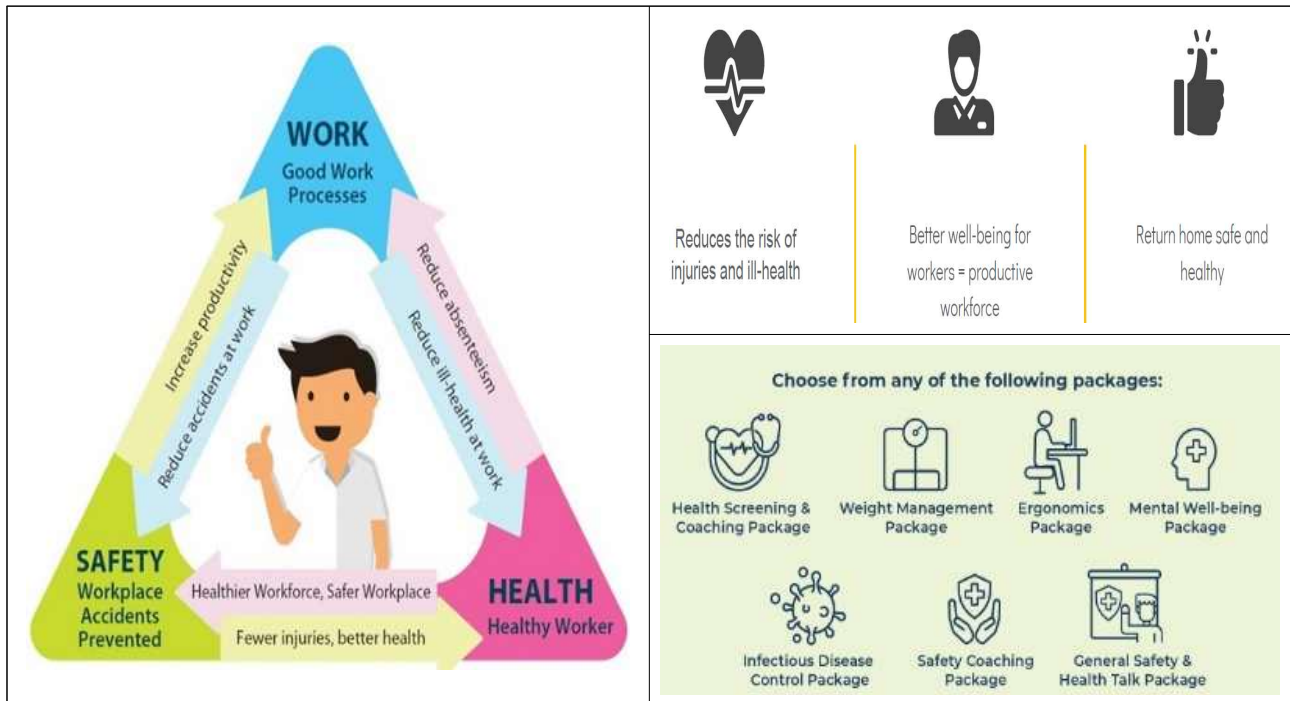 WORK
Good Work
Processes
Increase productivity
Reduce accidents at work
Reduce absenteeism
Reduce ill-health at work
SAFETY
Workplace
Accidents
Prevented
Healthier Workforce, Safer Workplace
Fewer injuries, better health
HEALTH
Healthy Worker
Reduces the risk of
injuries and ill-health
Better well-being for
workers = productive
workforce
Return home safe and
healthy
Choose from any of the following packages:
Health Screening &
Coaching Package
Weight Management
Package
Ergonomics
Package
Mental Well-being
Package
Infectious Disease
Control Package
Safety Coaching
Package
General Safety &
Health Talk Package